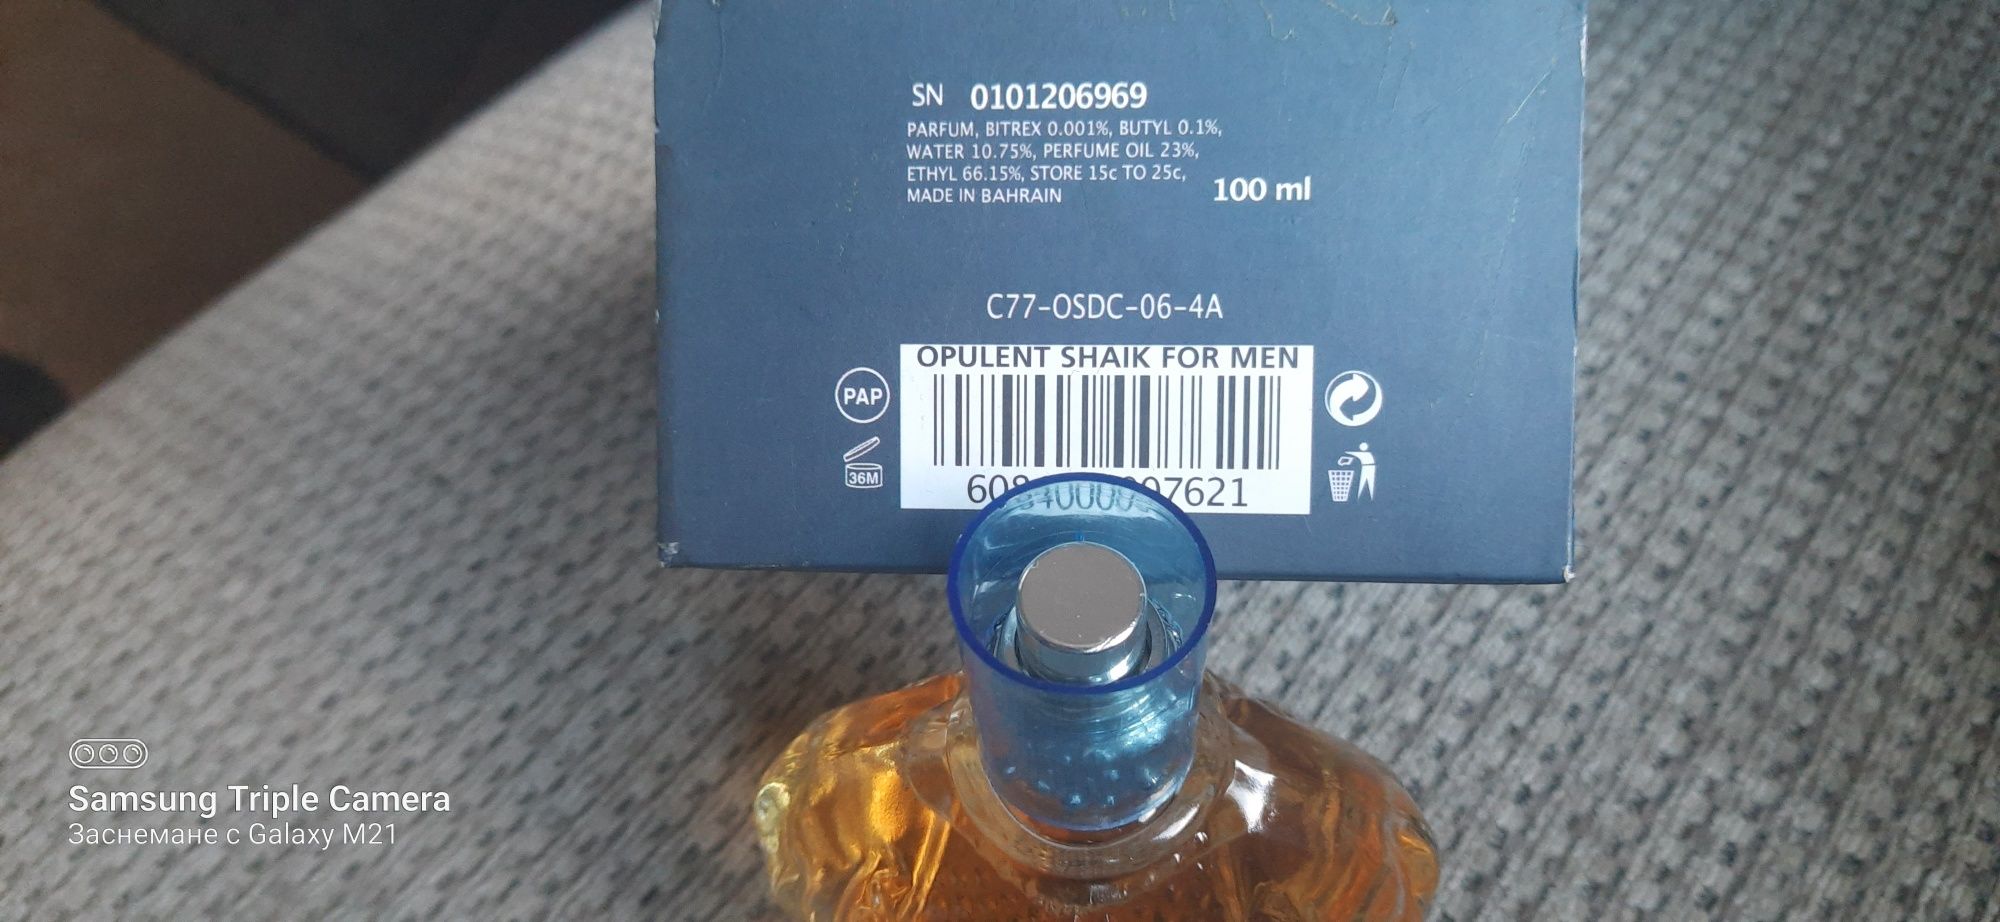 SN 0101206969
PARFUM, BITREX 0.001%, BUTYL 0.1%,
WATER 10.75%, PERFUME OIL 23%,
ETHYL 66.15%, STORE 15c TO 25c,
MADE IN BAHRAIN
100 ml
C77-OSDC-06-4A
OPULENT SHAIK FOR MEN
PAP
36M
Samsung Triple Camera
Заснемане с Galaxy M21